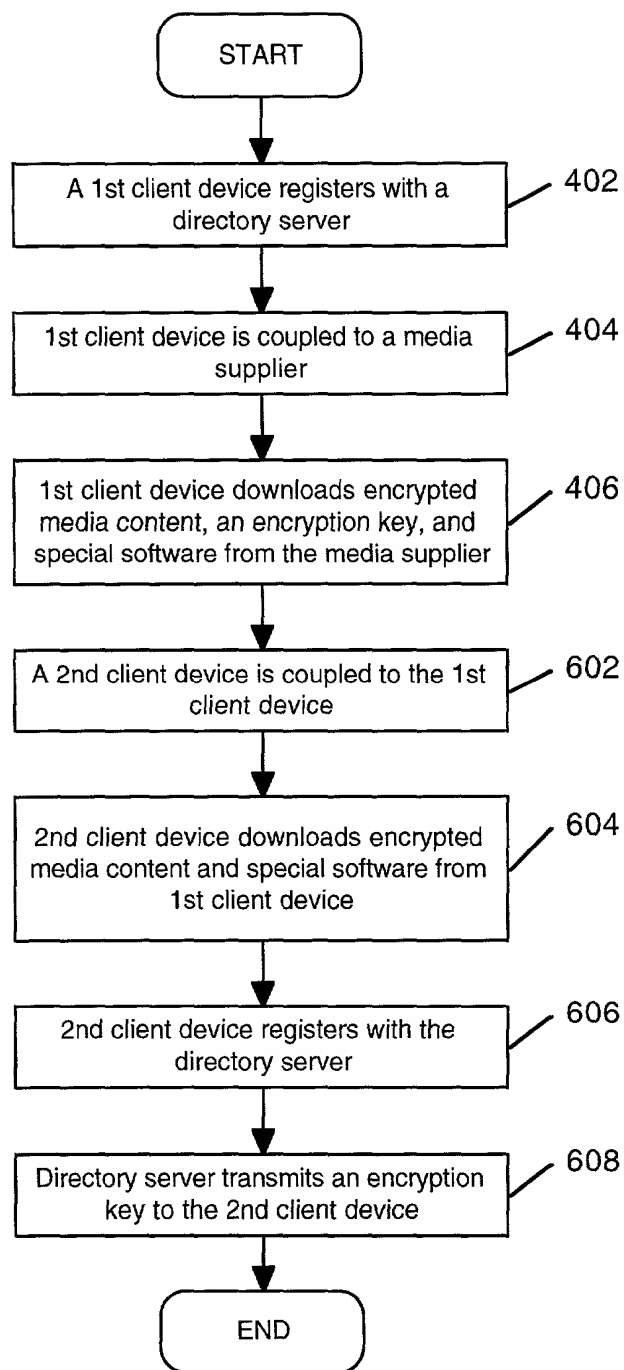 START
A 1st client device registers with a
directory server
402
1st client device is coupled to a media
supplier
404
1st client device downloads encrypted
media content, an encryption key, and
special software from the media supplier
406
A 2nd client device is coupled to the 1st
client device
602
2nd client device downloads encrypted
media content and special software from
1st client device
604
2nd client device registers with the
directory server
606
Directory server transmits an encryption
key to the 2nd client device
608
END